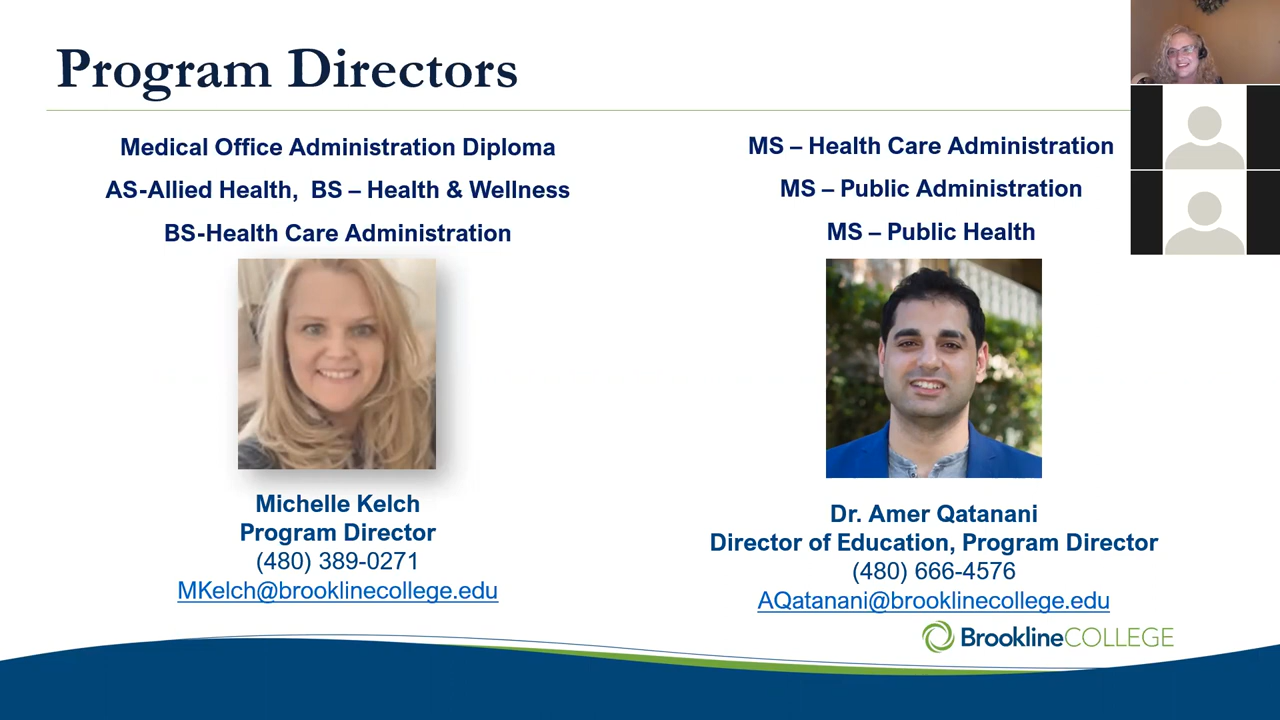 Program Directors
Medical Office Administration Diploma
AS-Allied Health,  BS – Health & Wellness
BS-Health Care Administration
Michelle Kelch
Program Director
(480) 389-0271
MKelch@brooklinecollege.edu
MS – Health Care Administration
MS – Public Administration
MS – Public Health
Dr. Amer Qatanani
Director of Education, Program Director
(480) 666-4576
AQatanani@brooklinecollege.edu
BrooklineCOLLEGE